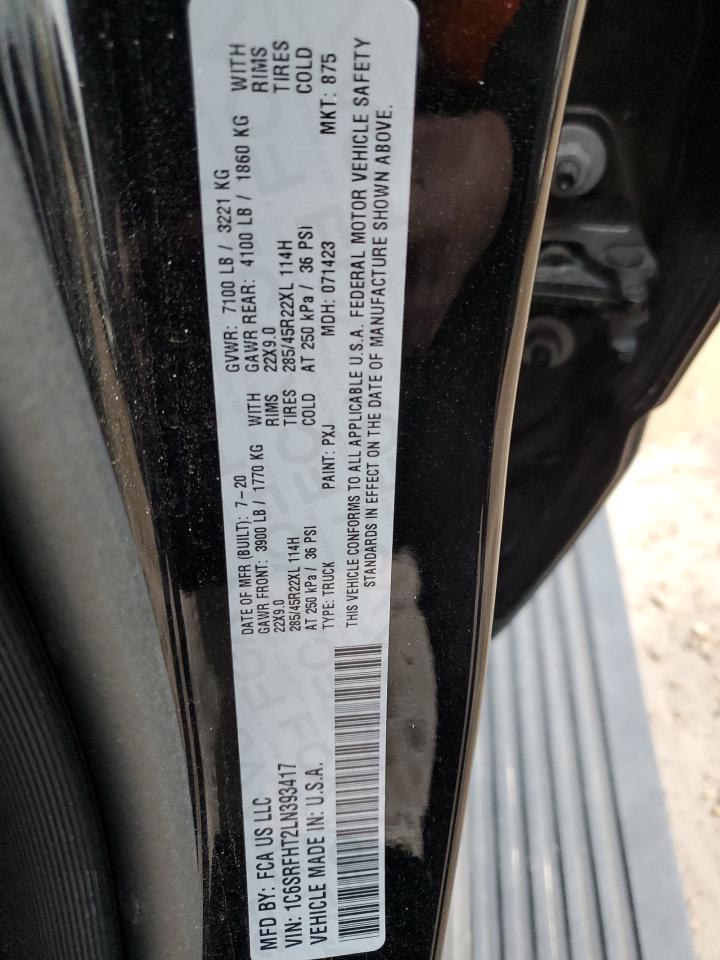 MFD BY: FCA US LLC
DATE OF MFR (BUILT): 7-20
GVWR: 7100 LB / 3221 KG
GAWR FRONT: 3900 LB / 1770 KG WITH
GAWR REAR: 4100 LB / 1860 KG WITH
22X9.0 RIMS
22X9.0 RIMS
285/45R22XL 114H TIRES
285/45R22XL 114H TIRES
AT 250 kPa / 36 PSI COLD
AT 250 kPa / 36 PSI COLD
VIN: 1C6SRFHT2LN393417
TYPE: TRUCK PAINT: PXJ MDH: 071423 MKT: 875
VEHICLE MADE IN: U.S.A.
THIS VEHICLE CONFORMS TO ALL APPLICABLE U.S.A. FEDERAL MOTOR VEHICLE SAFETY
STANDARDS IN EFFECT ON THE DATE OF MANUFACTURE SHOWN ABOVE.